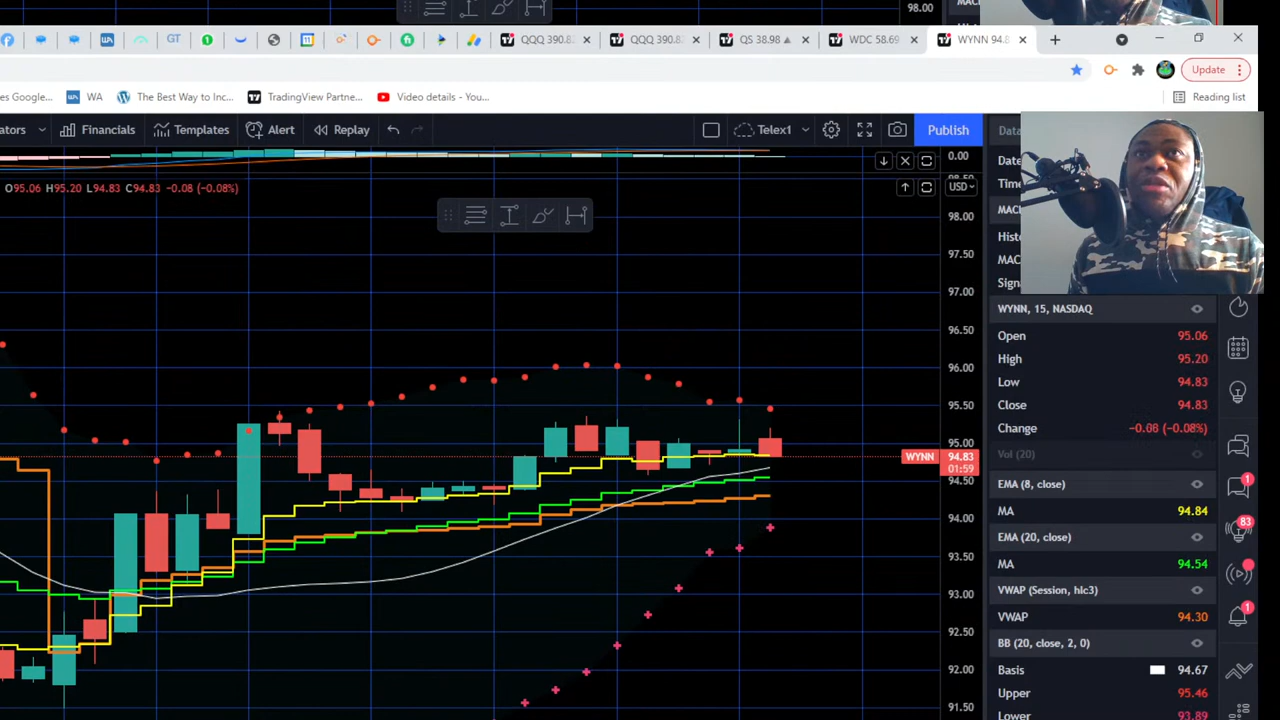 98.00
GT
1
QQQ 390.8
QQQ 390.8
QS 38.98
WDC 58.69
WYNN 94.8
Update
es Google...
WA
The Best Way to Inc...
TradingView Partne...
Video details - You...
Reading list
ators
Financials
Templates
Alert
Replay
Telex1
Publish
Data
0.00
Date
Time
O95.06 H95.20 L94.83 C94.83 -0.08 (-0.08%)
USD
MAC
98.00
97.50
97.00
96.50
96.00
95.50
95.00
94.50
94.00
93.50
93.00
92.50
92.00
91.50
WYNN
94.83
01:59
Histo
MAC
Sign
WYNN, 15, NASDAQ
Open 95.06
High 95.20
Low 94.83
Close 94.83
Change -0.08 (-0.08%)
Vol (20)
EMA (8, close)
MA 94.84
EMA (20, close)
MA 94.54
VWAP (Session, hlc3)
VWAP 94.30
BB (20, close, 2, 0)
Basis 94.67
Upper 95.46
Lower 93.89
1
83
1